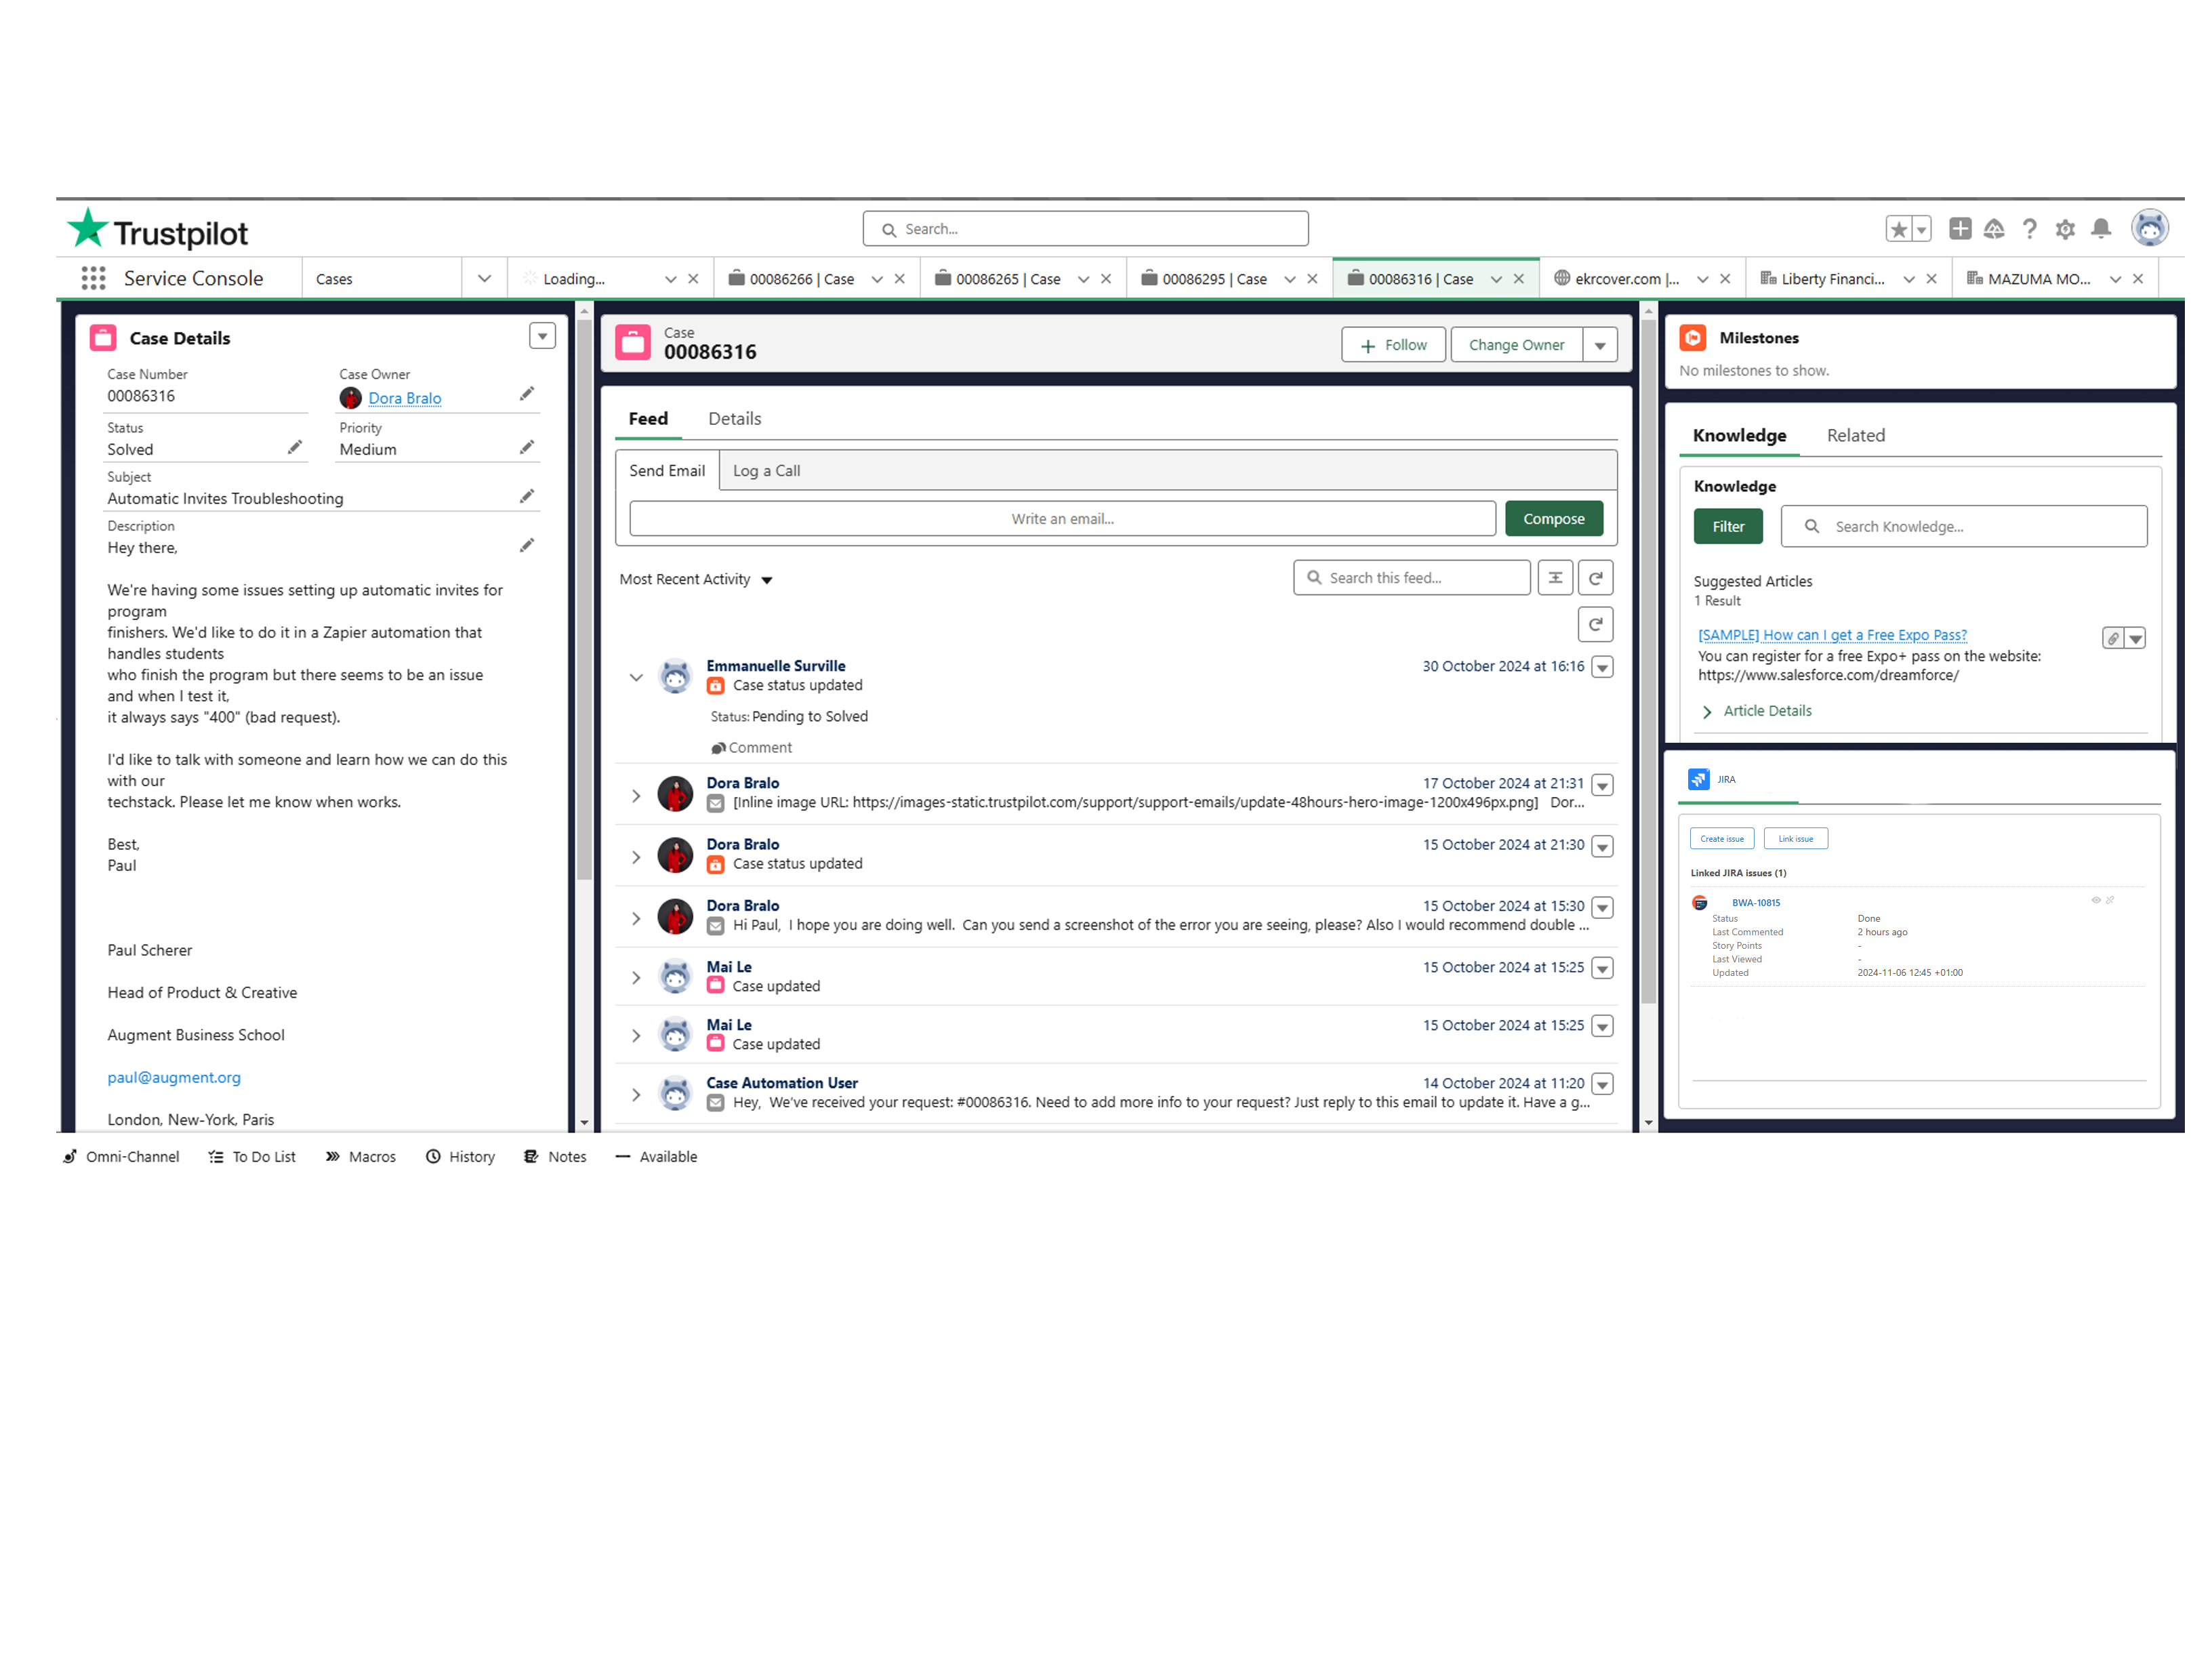 Trustpilot
Search...
Service Console
Cases
Loading...
00086266 | Case
00086265 | Case
00086295 | Case
00086316 | Case
ekrcover.com |...
Liberty Financi...
MAZUMA MO...
Case Details
Case Number
00086316
Case Owner
Dora Bralo
Status
Solved
Priority
Medium
Subject
Automatic Invites Troubleshooting
Description
Hey there,
We're having some issues setting up automatic invites for
program
finishers. We'd like to do it in a Zapier automation that
handles students
who finish the program but there seems to be an issue
and when I test it,
it always says "400" (bad request).
I'd like to talk with someone and learn how we can do this
with our
techstack. Please let me know when works.
Best,
Paul
Paul Scherer
Head of Product & Creative
Augment Business School
paul@augment.org
London, New-York, Paris
Case
00086316
Follow
Change Owner
Feed
Details
Send Email
Log a Call
Write an email...
Compose
Most Recent Activity
Search this feed...
Emmanuelle Surville
30 October 2024 at 16:16
Case status updated
Status: Pending to Solved
Comment
Dora Bralo
17 October 2024 at 21:31
[Inline image URL: https://images-static.trustpilot.com/support/support-emails/update-48hours-hero-image-1200x496px.png] Dor...
Dora Bralo
15 October 2024 at 21:30
Case status updated
Dora Bralo
15 October 2024 at 15:30
Hi Paul, I hope you are doing well. Can you send a screenshot of the error you are seeing, please? Also I would recommend double ...
Mai Le
15 October 2024 at 15:25
Case updated
Mai Le
15 October 2024 at 15:25
Case updated
Case Automation User
14 October 2024 at 11:20
Hey, We've received your request: #00086316. Need to add more info to your request? Just reply to this email to update it. Have a g...
Milestones
No milestones to show.
Knowledge
Related
Knowledge
Filter
Search Knowledge...
Suggested Articles
1 Result
[SAMPLE] How can I get a Free Expo Pass?
You can register for a free Expo+ pass on the website:
https://www.salesforce.com/dreamforce/
Article Details
JIRA
Create issue
Link issue
Linked JIRA issues (1)
BWA-10815
Status
Done
Last Commented
2 hours ago
Story Points
-
Last Viewed
-
Updated
2024-11-06 12:45 +01:00
Omni-Channel
To Do List
Macros
History
Notes
Available